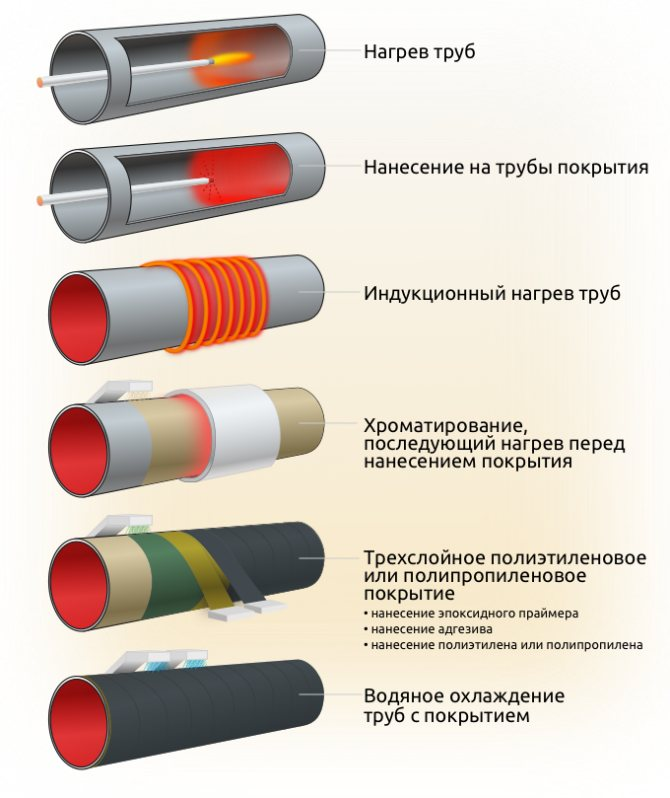 Нагрев труб
Нанесение на трубы покрытия
Индукционный нагрев труб
Хроматирование,
последующий нагрев перед
нанесением покрытия
Трехслойное полиэтиленовое
или полипропиленовое
покрытие
• нанесение эпоксидного праймера
• нанесение адгезива
• нанесение полиэтилена или полипропилена
Водяное охлаждение
труб с покрытием